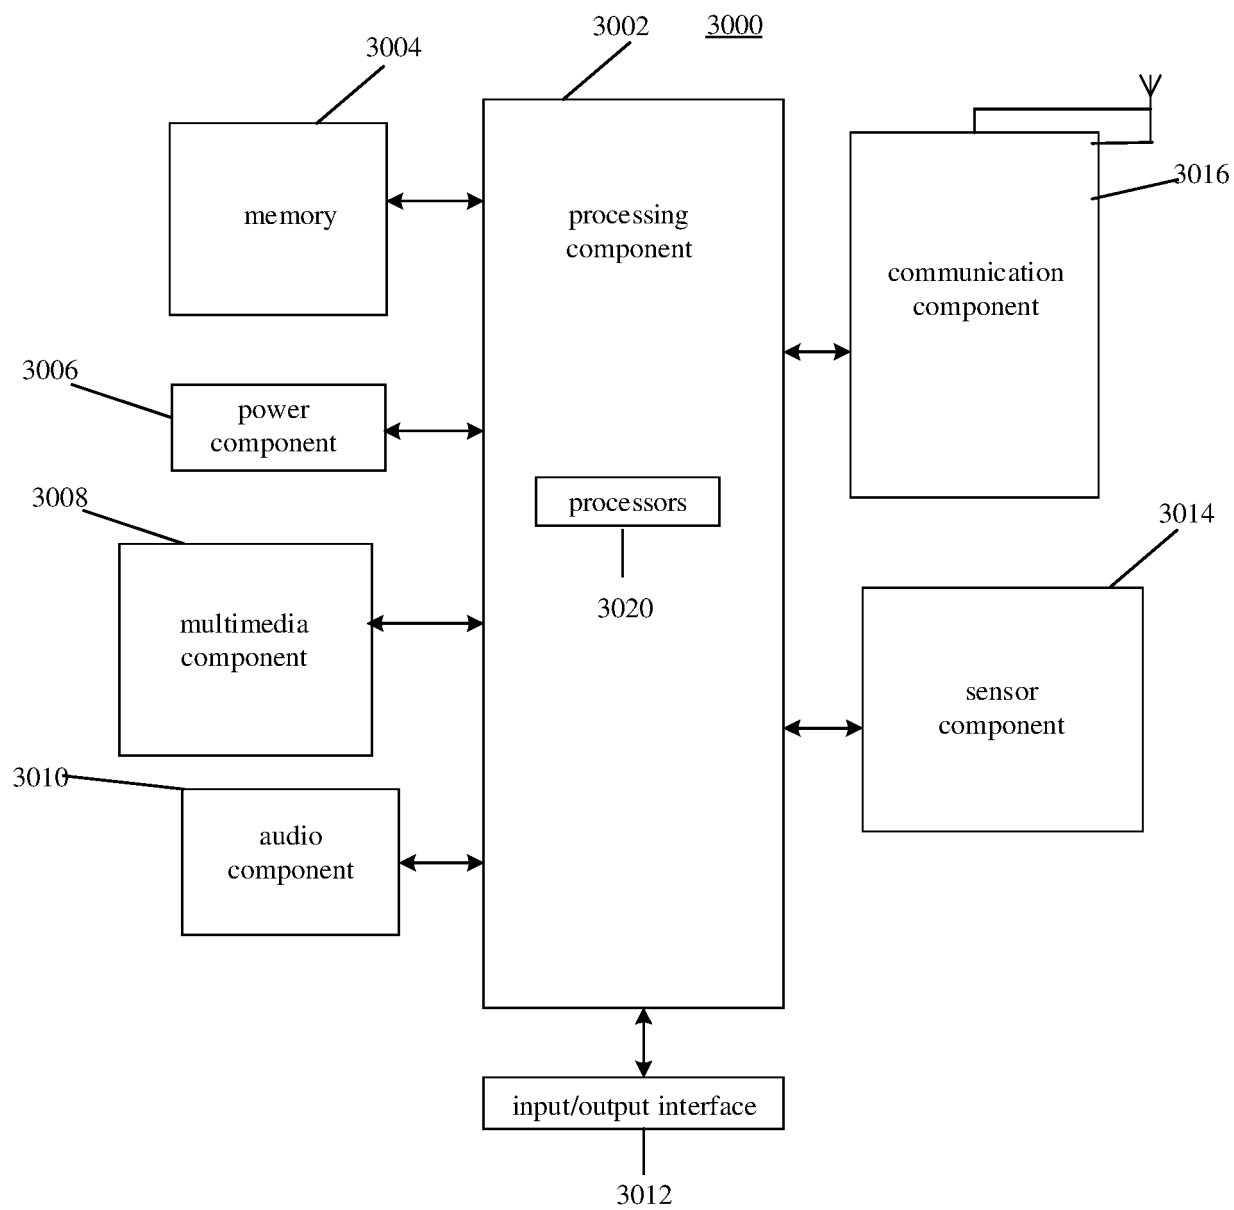 3002
3000
3004
3016
memory
processing
component
communication
component
3006
power
component
3008
processors
3014
3020
multimedia
component
sensor
component
3010
audio
component
input/output interface
3012